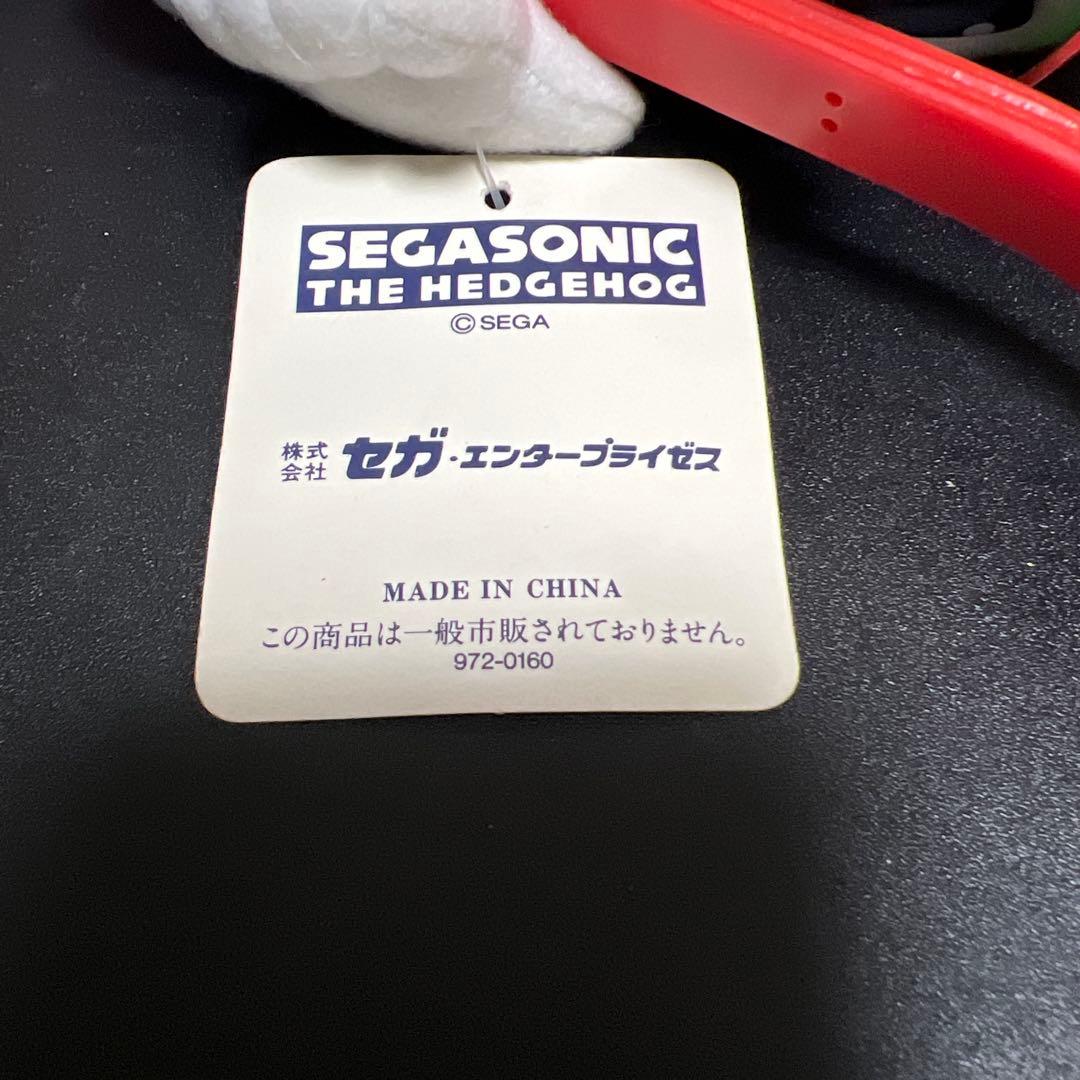 SEGASONIC
THE HEDGEHOG
©SEGA
株式会社 セガ・エンタープライゼス
MADE IN CHINA
この商品は一般市販されておりません。
972-0160